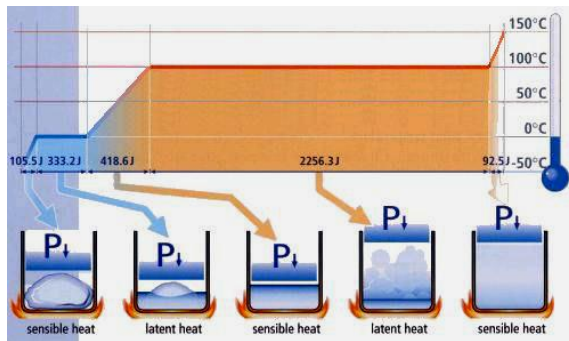 150°C
100°C
50°C
0°C
105.5J 333.2J 418.6J 2256.3J 92.5J -50°C
P↓ P↓ P↓ P↓ P↓
sensible heat latent heat sensible heat latent heat sensible heat